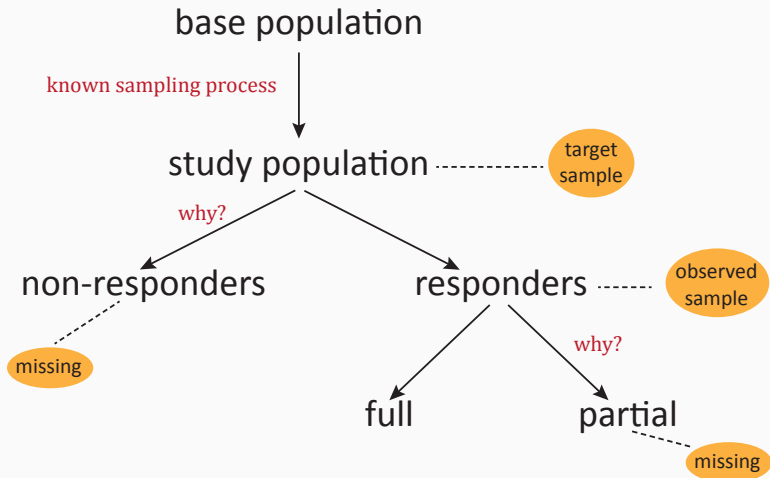 base population
known sampling process
study population
target
sample
why?
non-responders
responders
observed
sample
missing
why?
full
partial
missing